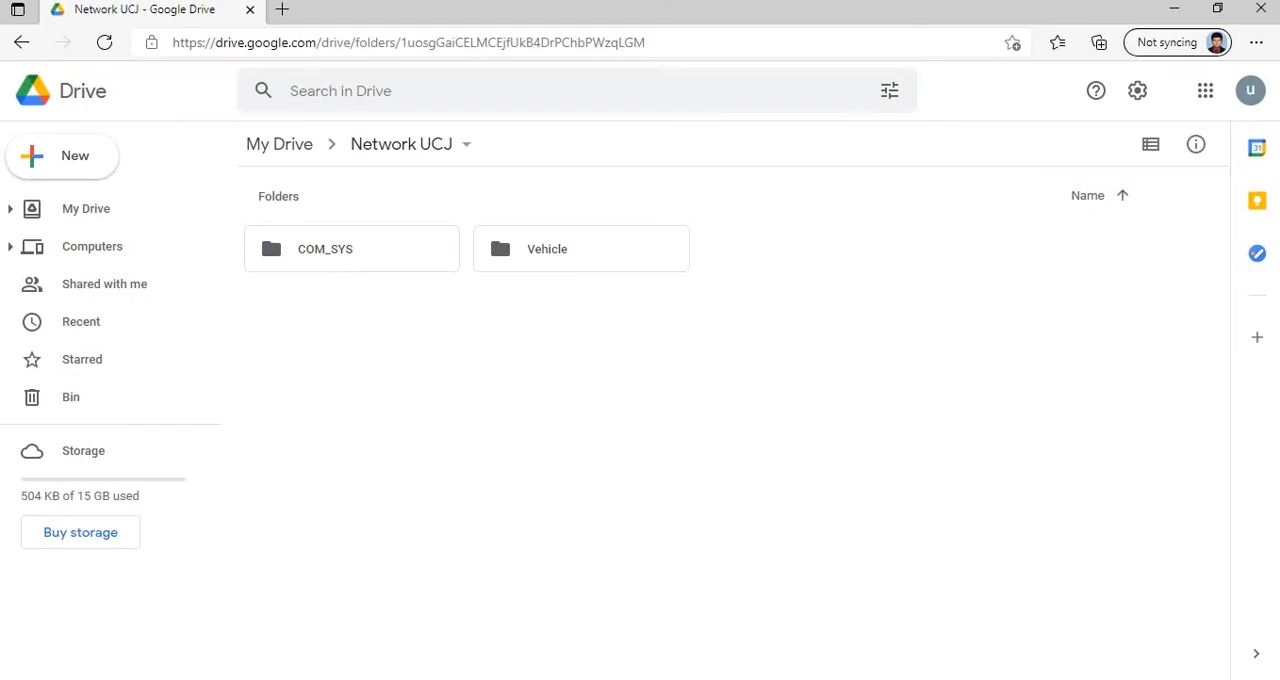 Network UCJ - Google Drive
https://drive.google.com/drive/folders/1uosgGaiCELMCEjfUkB4DrPChbPWzqLGM
Not syncing
Drive
Search in Drive
u
New
My Drive
Network UCJ
31
My Drive
Folders
Name
Computers
COM_SYS
Vehicle
Shared with me
Recent
Starred
Bin
Storage
504 KB of 15 GB used
Buy storage